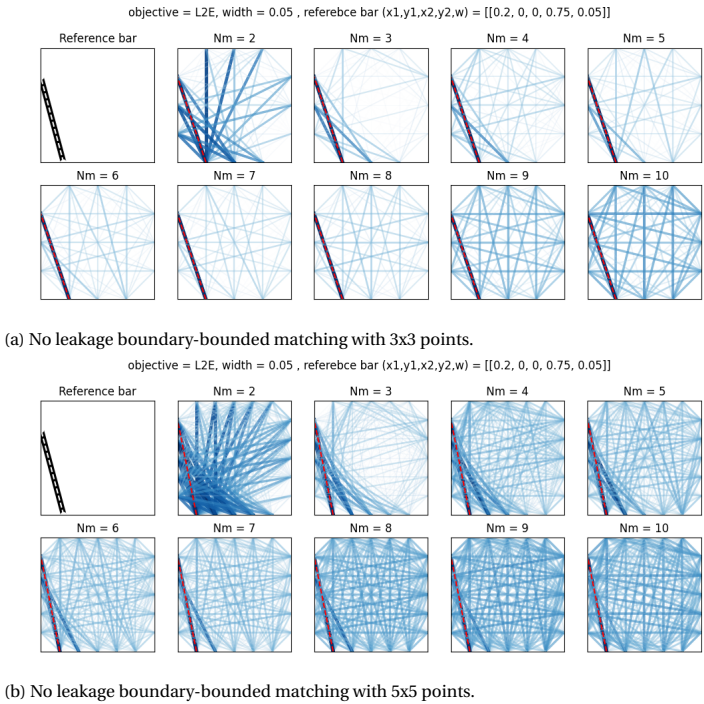 objective = L2E, width = 0.05 , referebce bar (x1,y1,x2,y2,w) = [[0.2, 0, 0, 0.75, 0.05]]
Reference bar Nm = 2 Nm = 3 Nm = 4 Nm = 5
Nm = 6 Nm = 7 Nm = 8 Nm = 9 Nm = 10
(a) No leakage boundary-bounded matching with 3x3 points.
objective = L2E, width = 0.05 , referebce bar (x1,y1,x2,y2,w) = [[0.2, 0, 0, 0.75, 0.05]]
Reference bar Nm = 2 Nm = 3 Nm = 4 Nm = 5
Nm = 6 Nm = 7 Nm = 8 Nm = 9 Nm = 10
(b) No leakage boundary-bounded matching with 5x5 points.